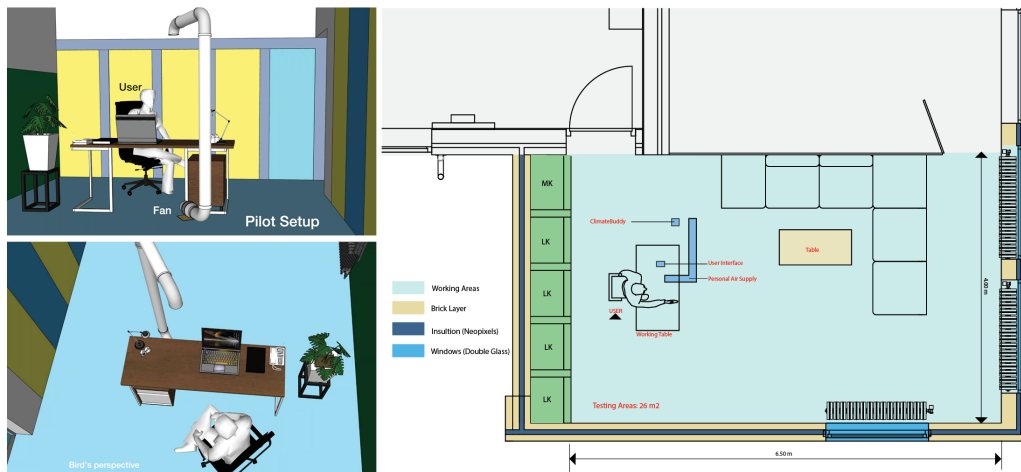 User
Fan
Pilot Setup
Bird's perspective
Working Areas
Brick Layer
Insultion (Neopixels)
Windows (Double Glass)
MK
LK
LK
LK
LK
ClimateBuddy
User Interface
Personal Air Supply
USER
Working Table
Table
Testing Areas: 26 m2
4.00 m
6.50 m